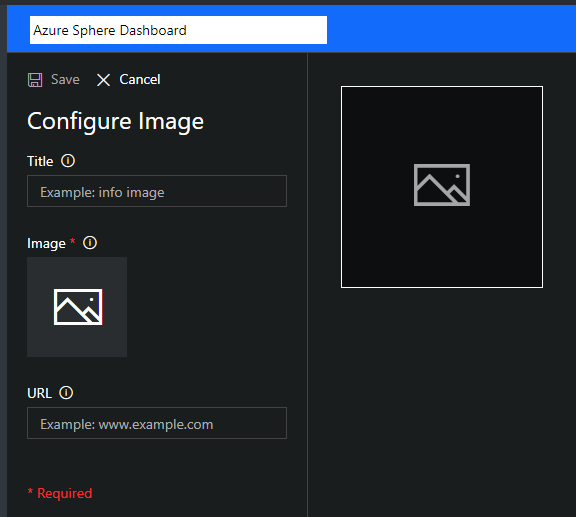 Azure Sphere Dashboard
Save Cancel
Configure Image
Title
Example: info image
Image *
URL
Example: www.example.com
* Required